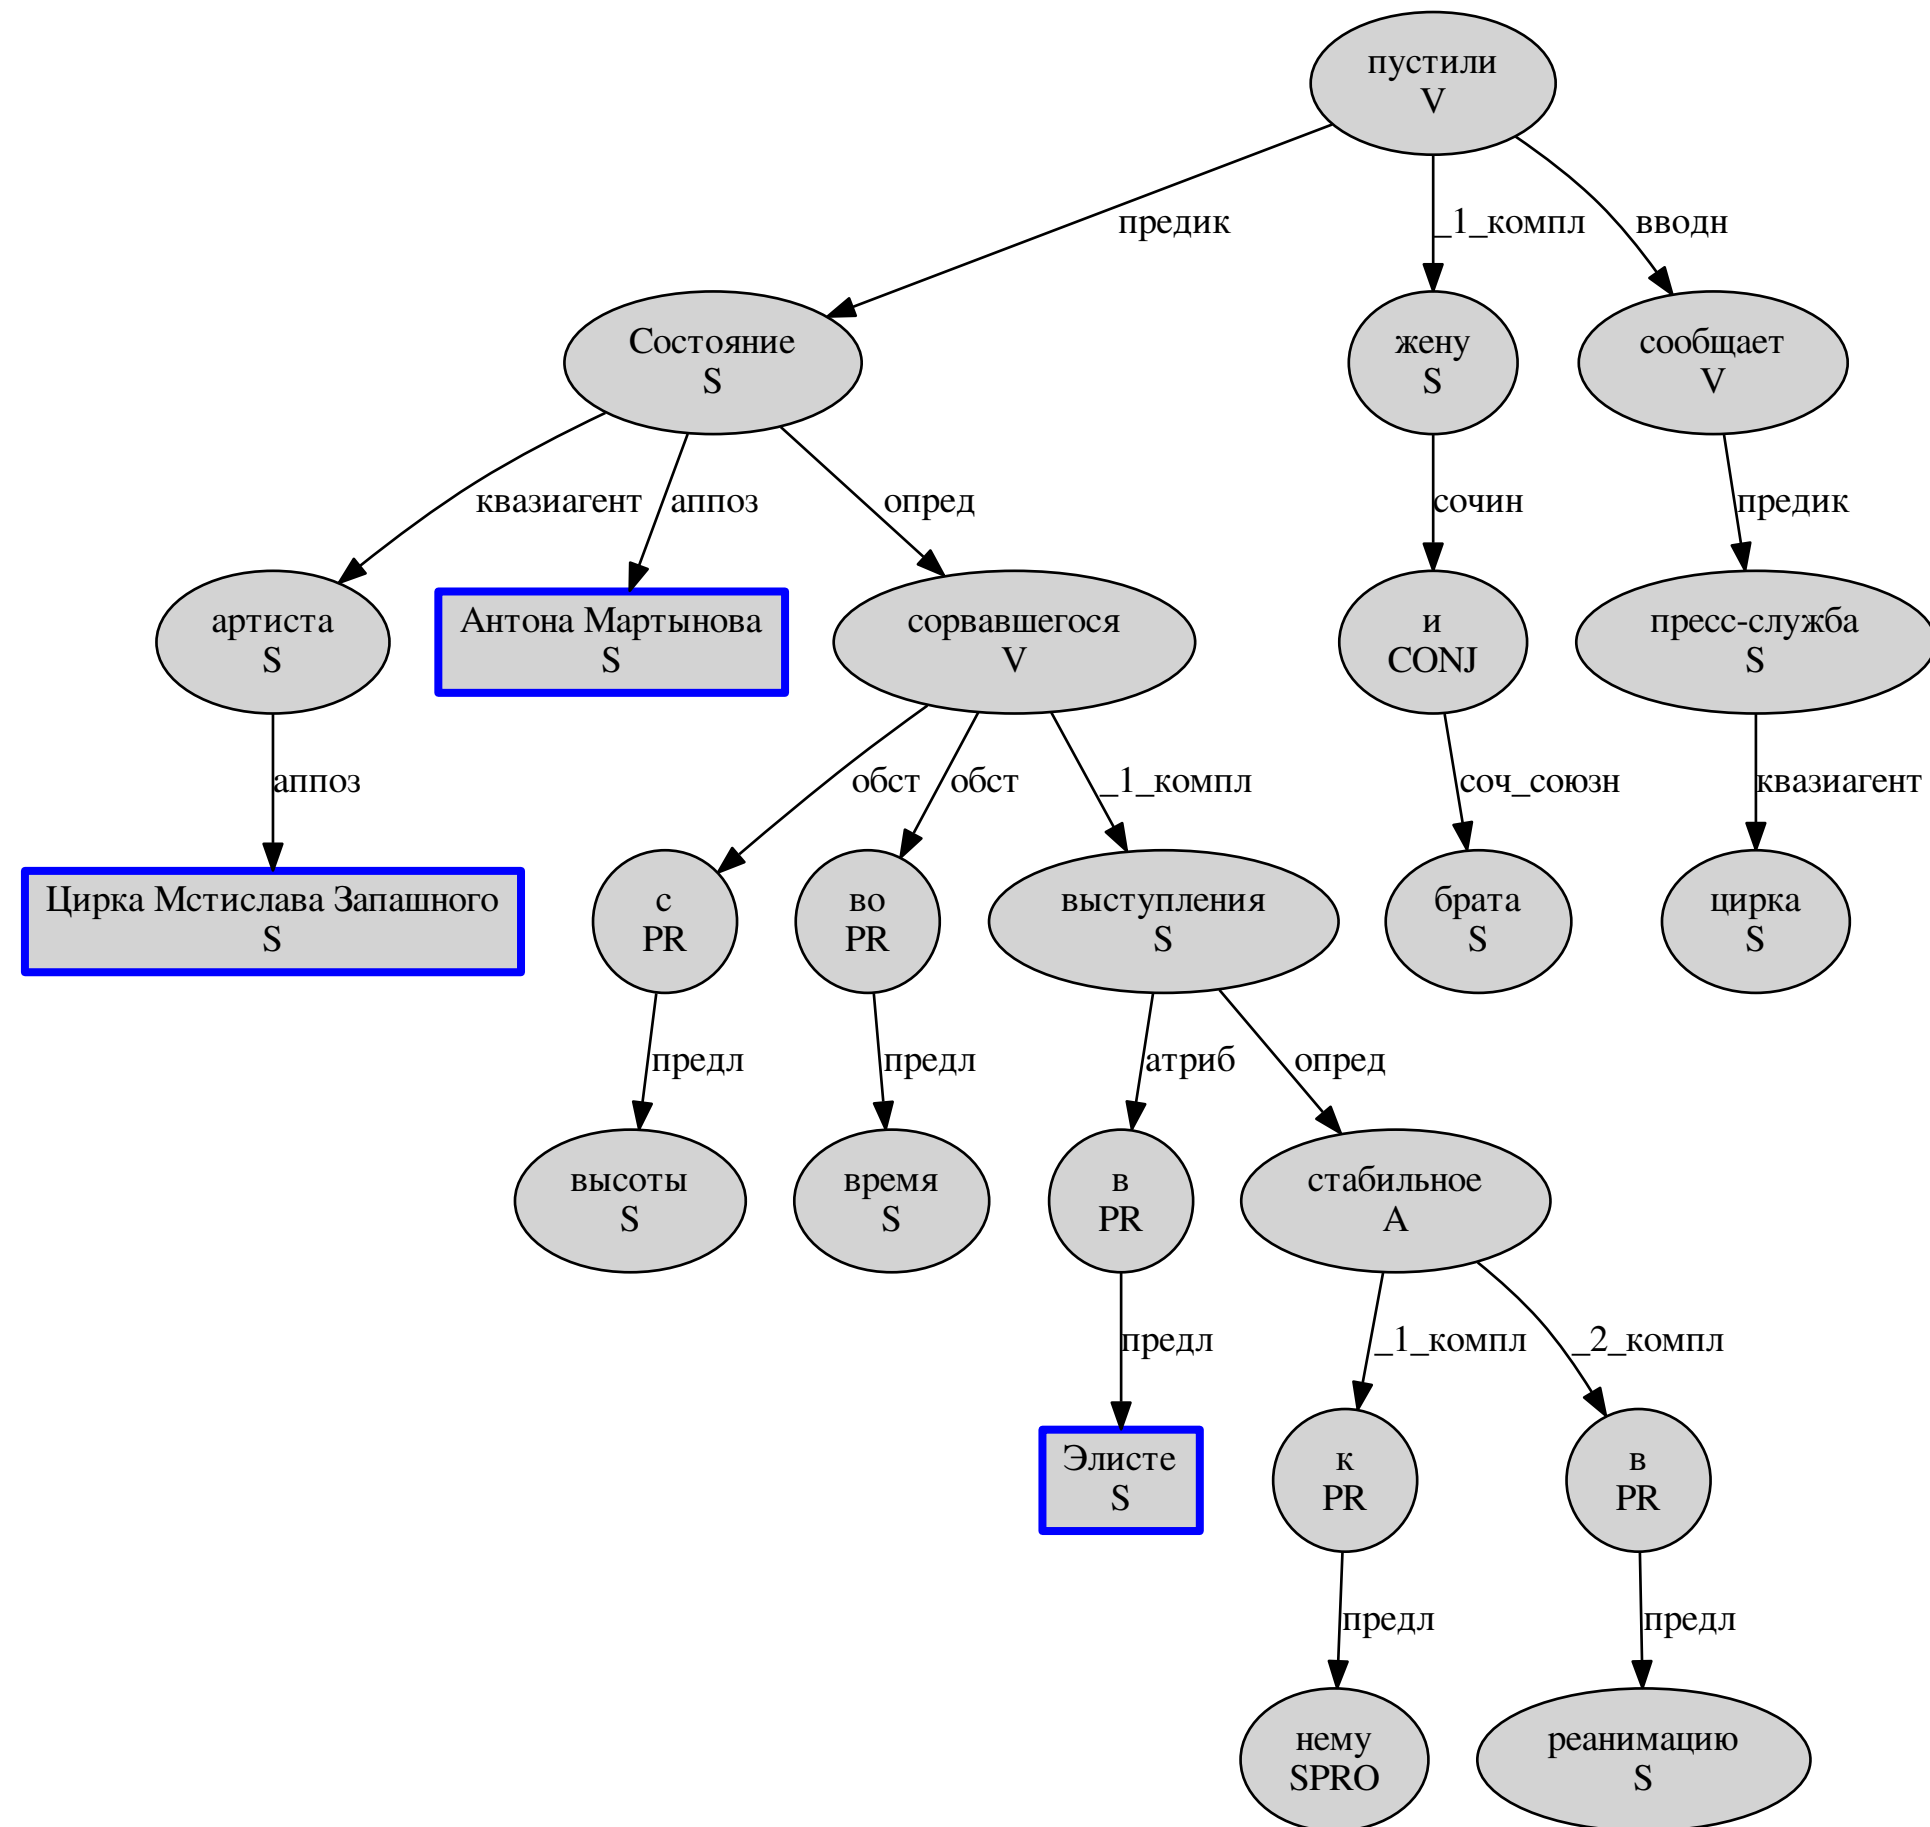 пустили
V
предик
_1_компл
вводн
Состояние
S
жену
S
сообщает
V
квазиагент
аппоз
опред
сочин
предик
артиста
S
Антона Мартынова
S
сорвавшегося
V
и
CONJ
пресс-служба
S
аппоз
обст
обст
_1_компл
соч_союзн
квазиагент
Цирка Мстислава Запашного
S
с
PR
во
PR
выступления
S
брата
S
цирка
S
предл
предл
атриб
опред
высоты
S
время
S
в
PR
стабильное
A
предл
_1_компл
_2_компл
Элисте
S
к
PR
в
PR
предл
предл
нему
SPRO
реанимацию
S